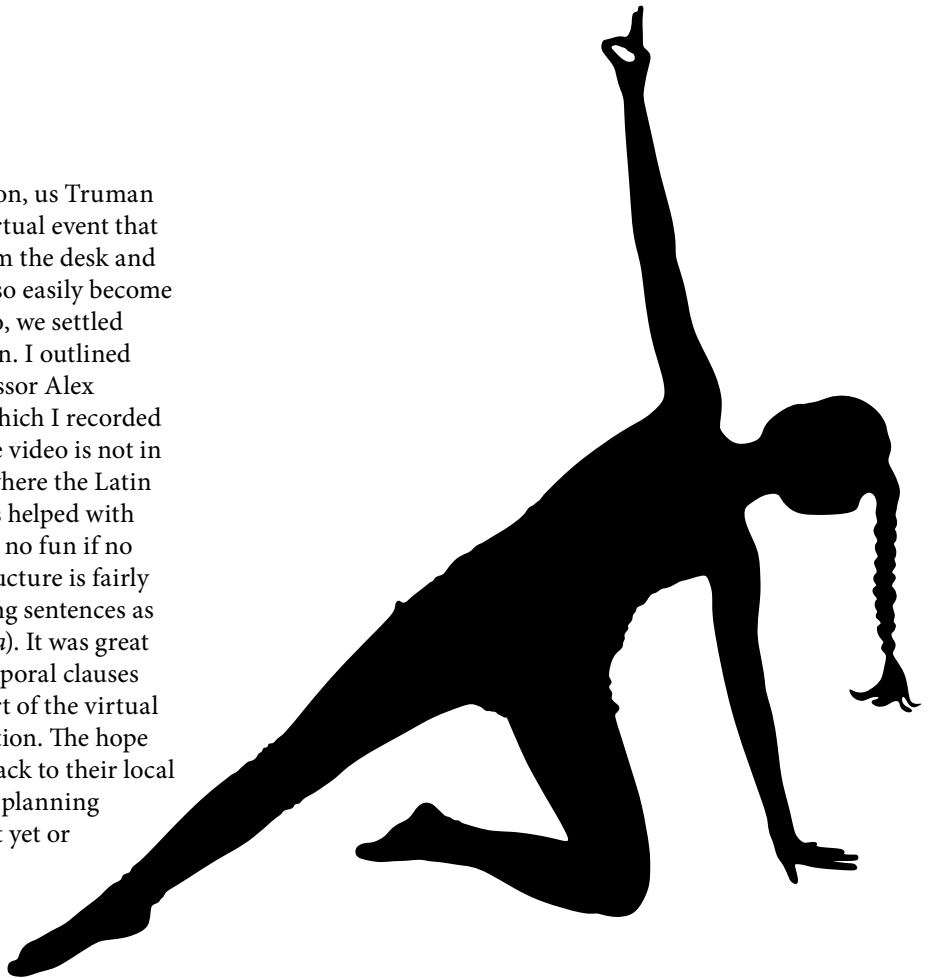 on, us Truman
rtual event that
m the desk and
so easily become
o, we settled
n. I outlined
ssor Alex
hich I recorded
e video is not in
where the Latin
s helped with
no fun if no
ucture is fairly
ng sentences as
a). It was great
poral clauses
rt of the virtual
tion. The hope
ack to their local
planning
t yet or